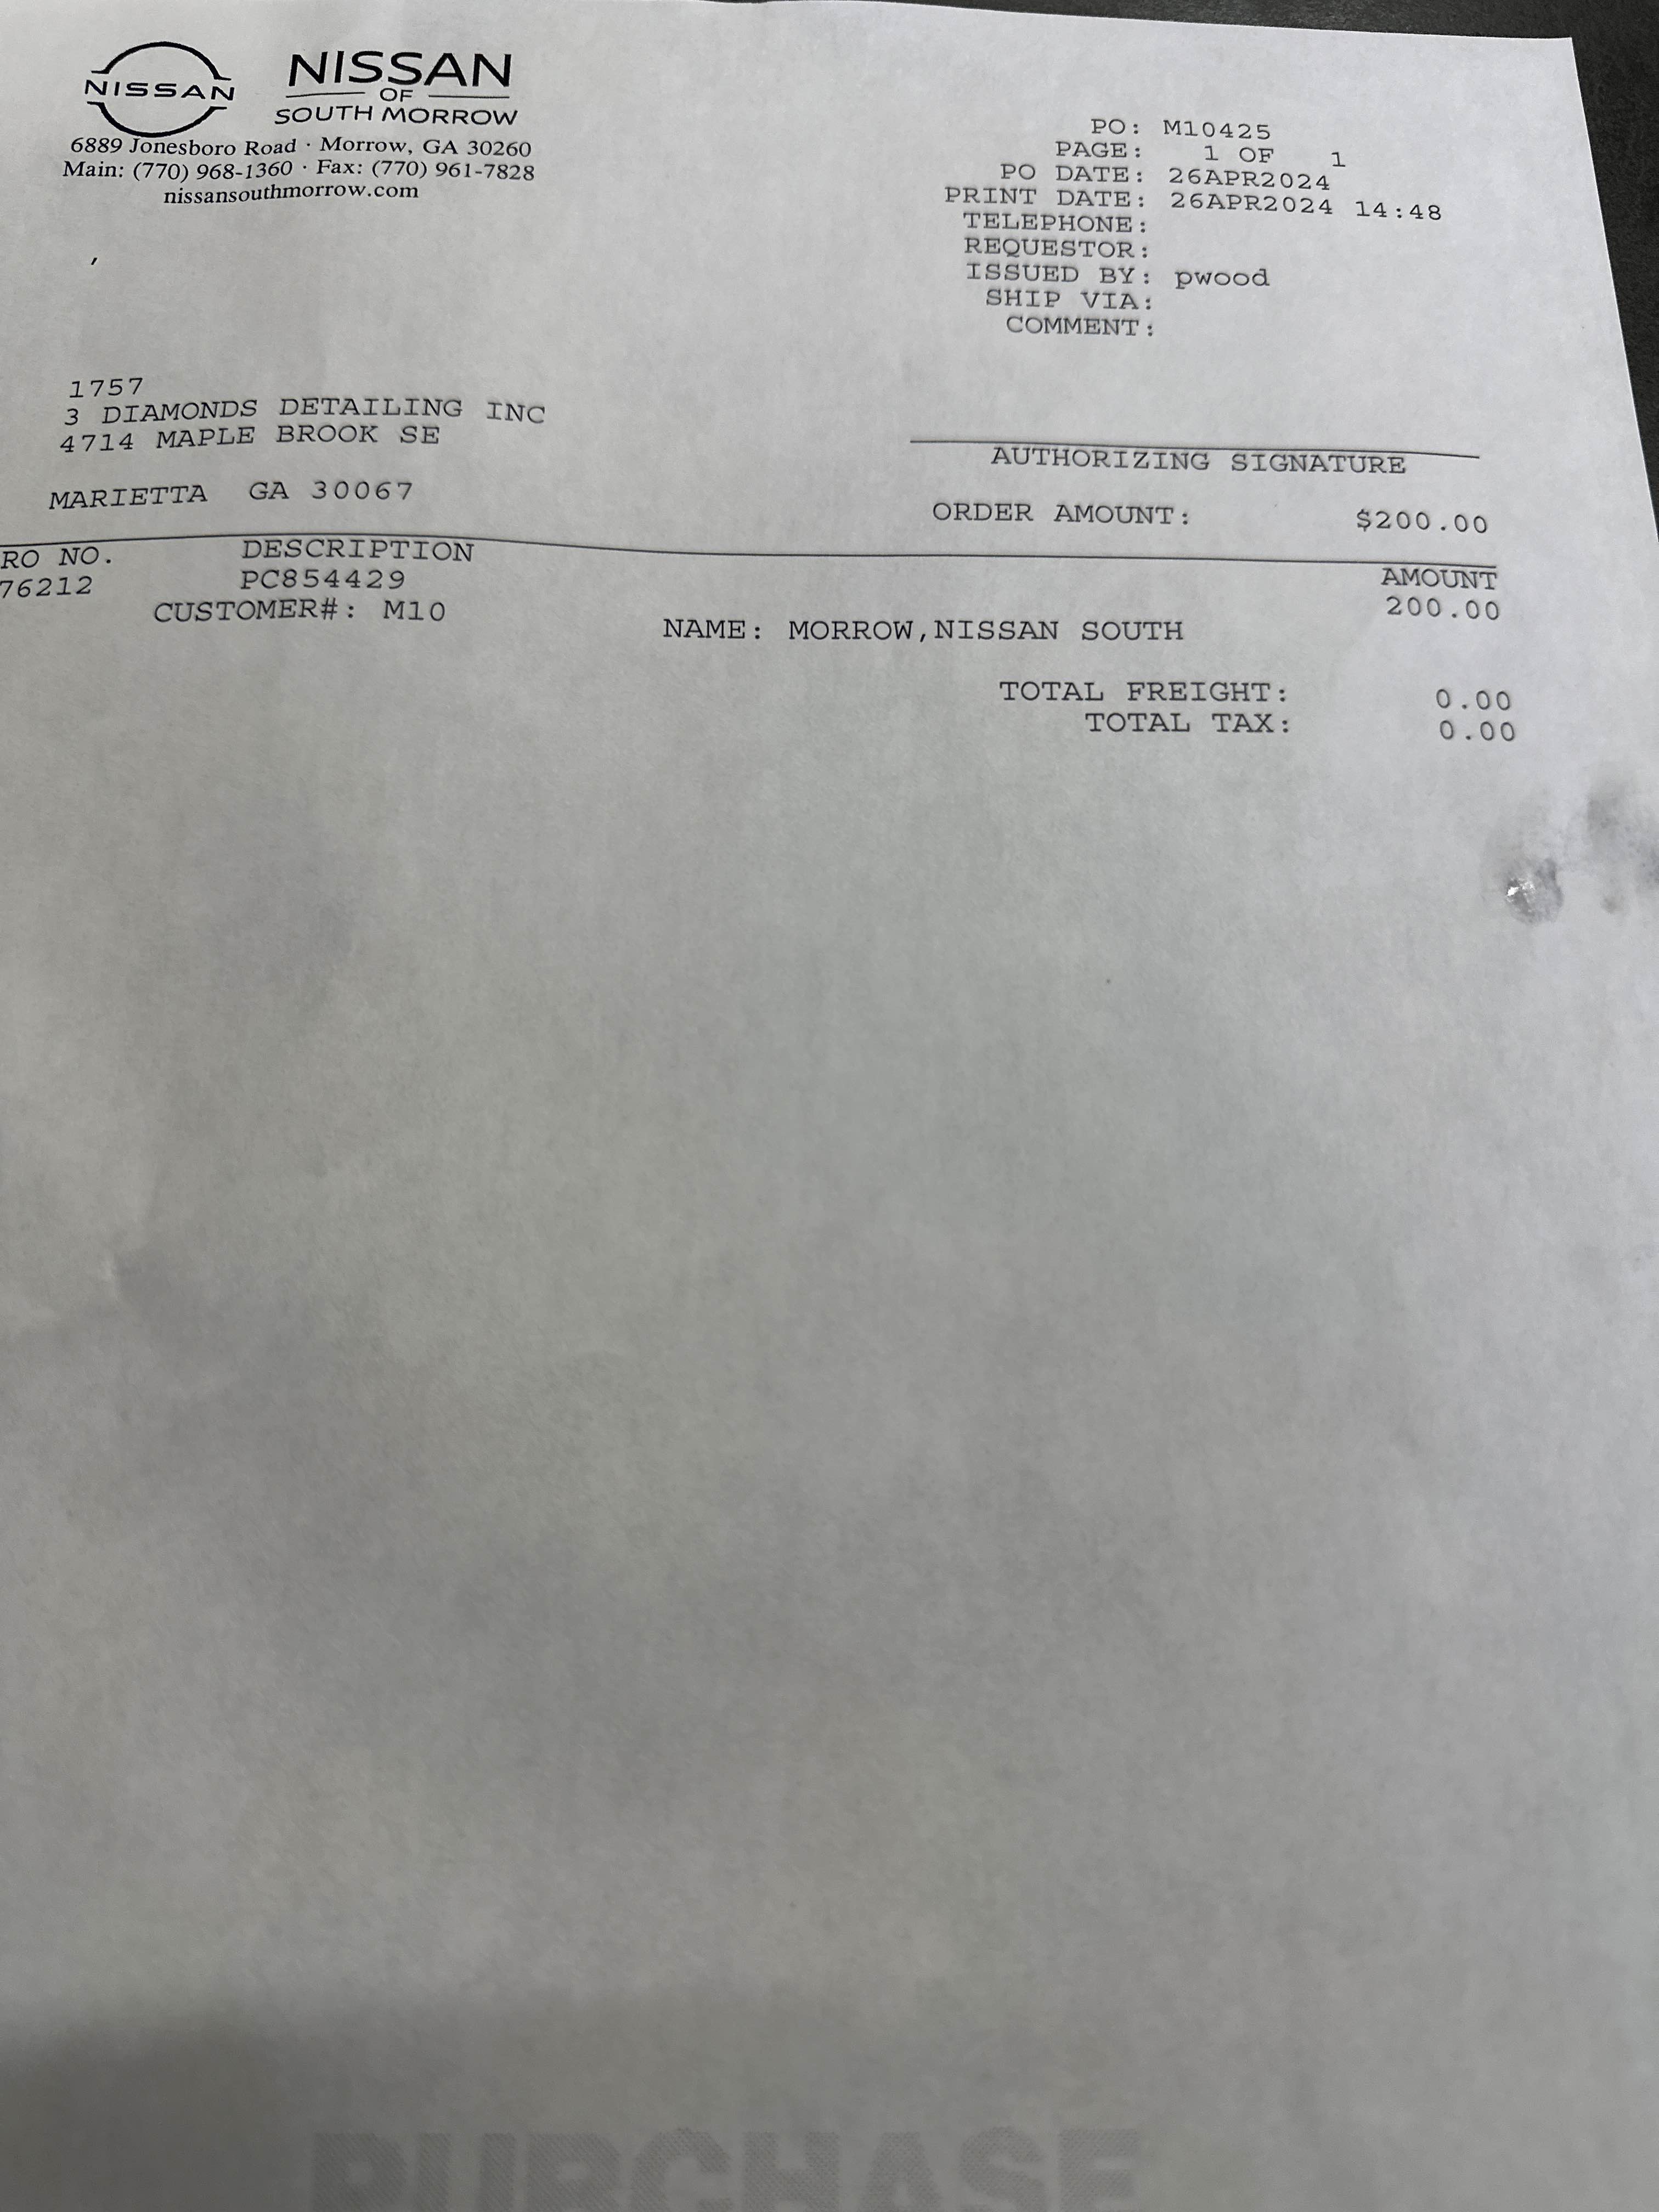 NISSAN
NISSAN
OF
SOUTH MORROW
6889 Jonesboro Road · Morrow, GA 30260
Main: (770) 968-1360 · Fax: (770) 961-7828
nissansouthmorrow.com
PO: M10425
PAGE: 1 OF 1
PO DATE: 26APR2024
PRINT DATE: 26APR2024 14:48
TELEPHONE:
REQUESTOR:
ISSUED BY: pwood
SHIP VIA:
COMMENT:
,
1757
3 DIAMONDS DETAILING INC
4714 MAPLE BROOK SE
MARIETTA GA 30067
AUTHORIZING SIGNATURE
ORDER AMOUNT: $200.00
RO NO. DESCRIPTION AMOUNT
76212 PC854429 200.00
CUSTOMER#: M10 NAME: MORROW,NISSAN SOUTH
TOTAL FREIGHT: 0.00
TOTAL TAX: 0.00
PURCHASE